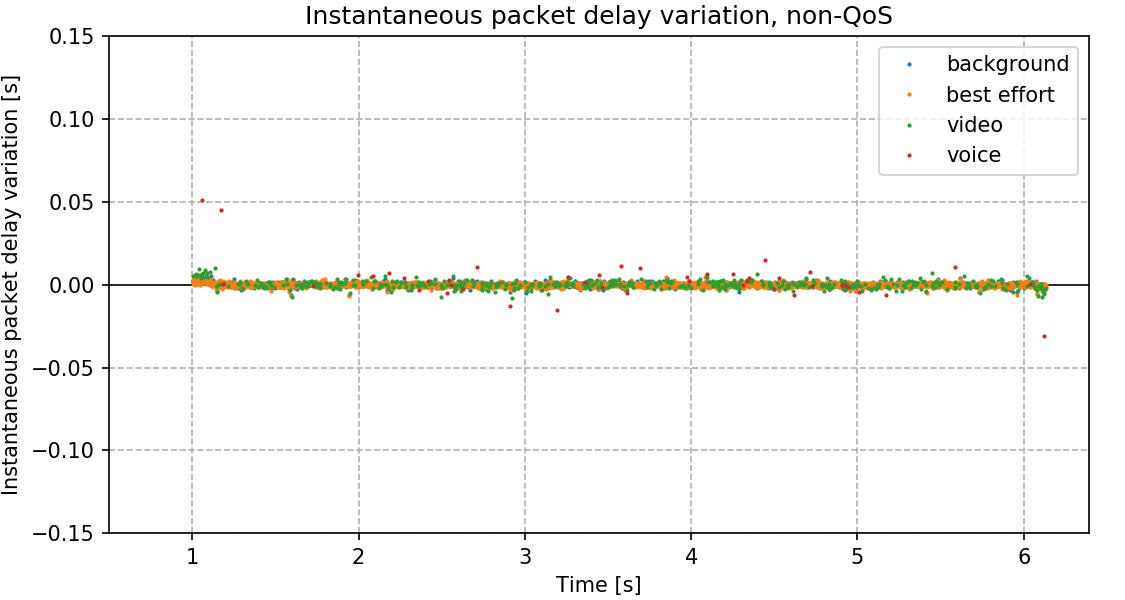 Instantaneous packet delay variation, non-QoS
Instantaneous packet delay variation [s]
0.15
0.10
0.05
0.00
−0.05
−0.10
−0.15
background
best effort
video
voice
1
2
3
4
5
6
Time [s]